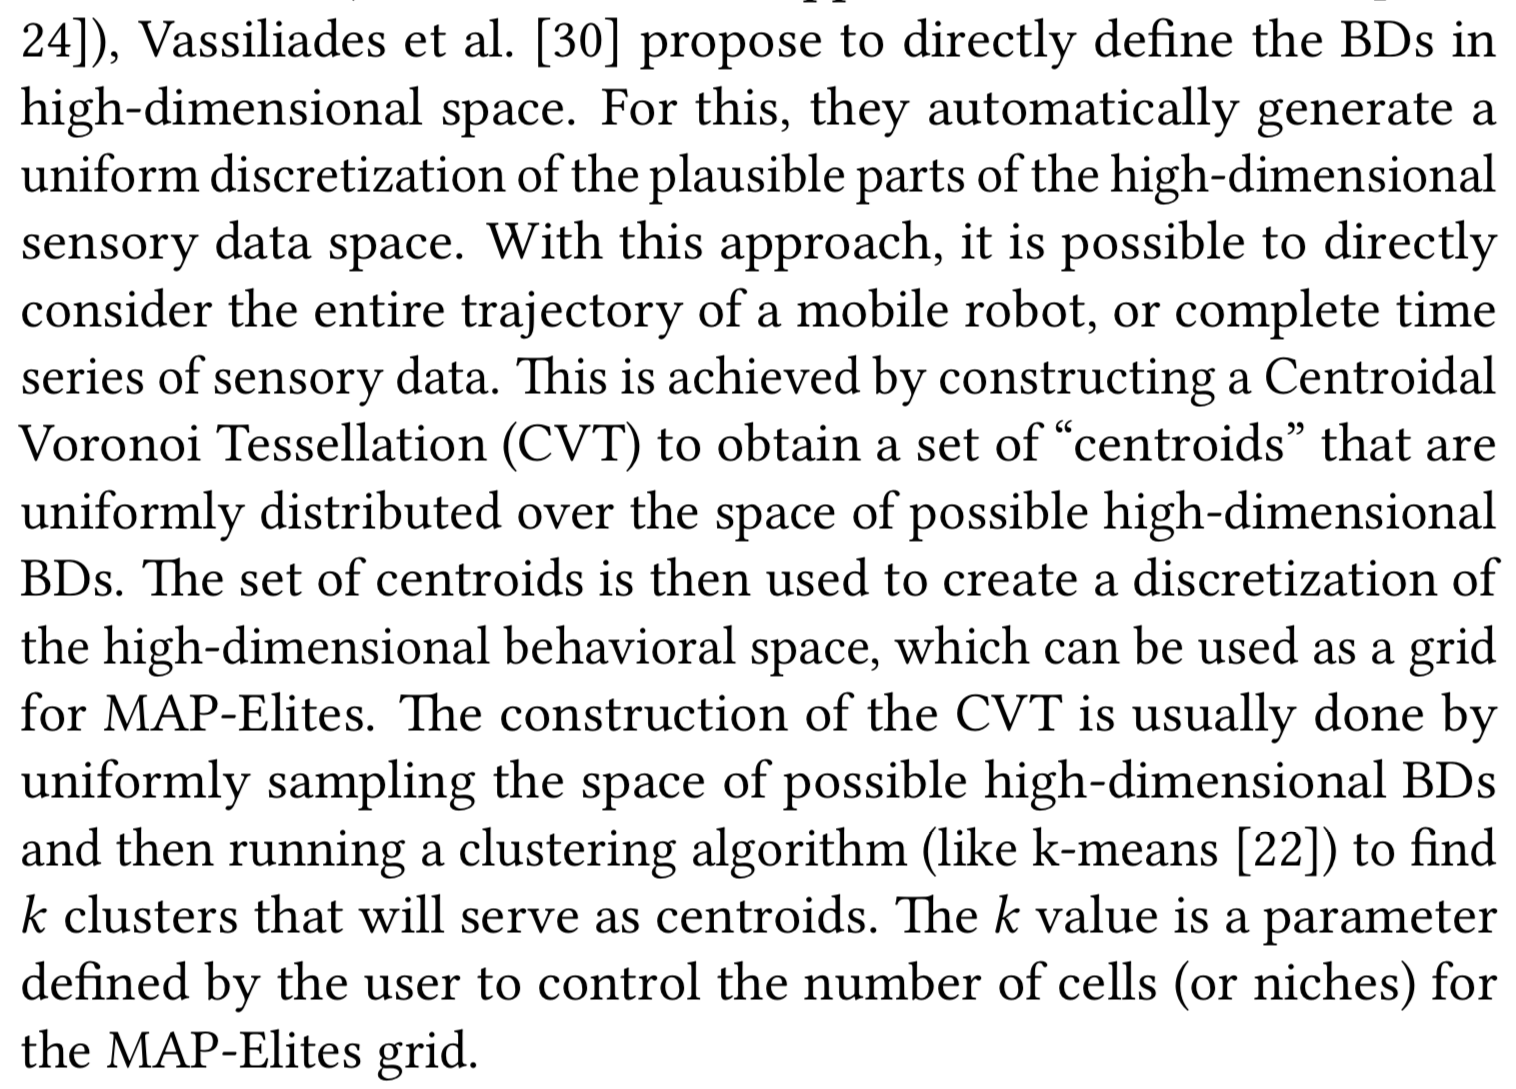 24]), Vassiliades et al. [30] propose to directly define the BDs in
high-dimensional space. For this, they automatically generate a
uniform discretization of the plausible parts of the high-dimensional
sensory data space. With this approach, it is possible to directly
consider the entire trajectory of a mobile robot, or complete time
series of sensory data. This is achieved by constructing a Centroidal
Voronoi Tessellation (CVT) to obtain a set of “centroids” that are
uniformly distributed over the space of possible high-dimensional
BDs. The set of centroids is then used to create a discretization of
the high-dimensional behavioral space, which can be used as a grid
for MAP-Elites. The construction of the CVT is usually done by
uniformly sampling the space of possible high-dimensional BDs
and then running a clustering algorithm (like k-means [22]) to find
k clusters that will serve as centroids. The k value is a parameter
defined by the user to control the number of cells (or niches) for
the MAP-Elites grid.